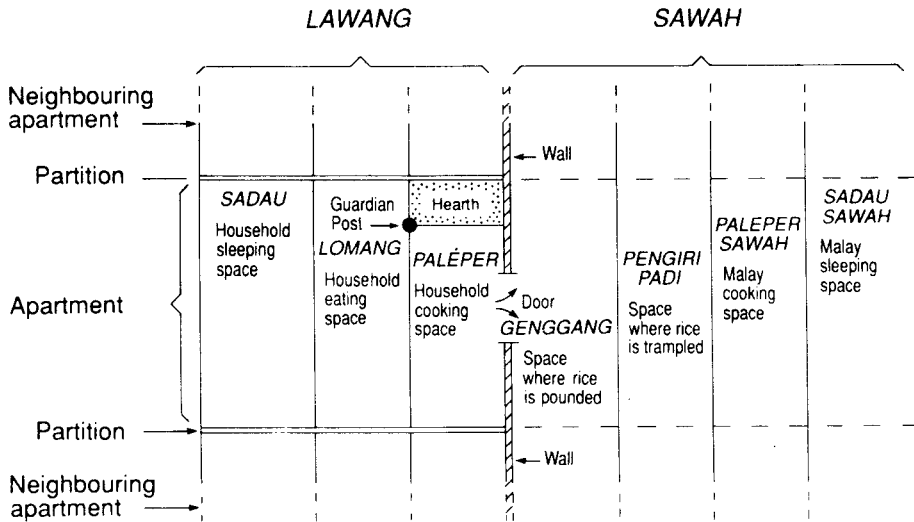 LAWANG
SAWAH
Neighbouring
apartment
Wall
Partition
SADAU
Household
sleeping
space
Guardian
Post
Hearth
LOMANG
Household
eating
space
PALÉPER
Household
cooking
space
Apartment
Door
GENGGANG
Space
where rice
is pounded
PENGIRI
PADI
Space
where rice
is trampled
PALEPER
SAWAH
Malay
cooking
space
SADAU
SAWAH
Malay
sleeping
space
Partition
Wall
Neighbouring
apartment